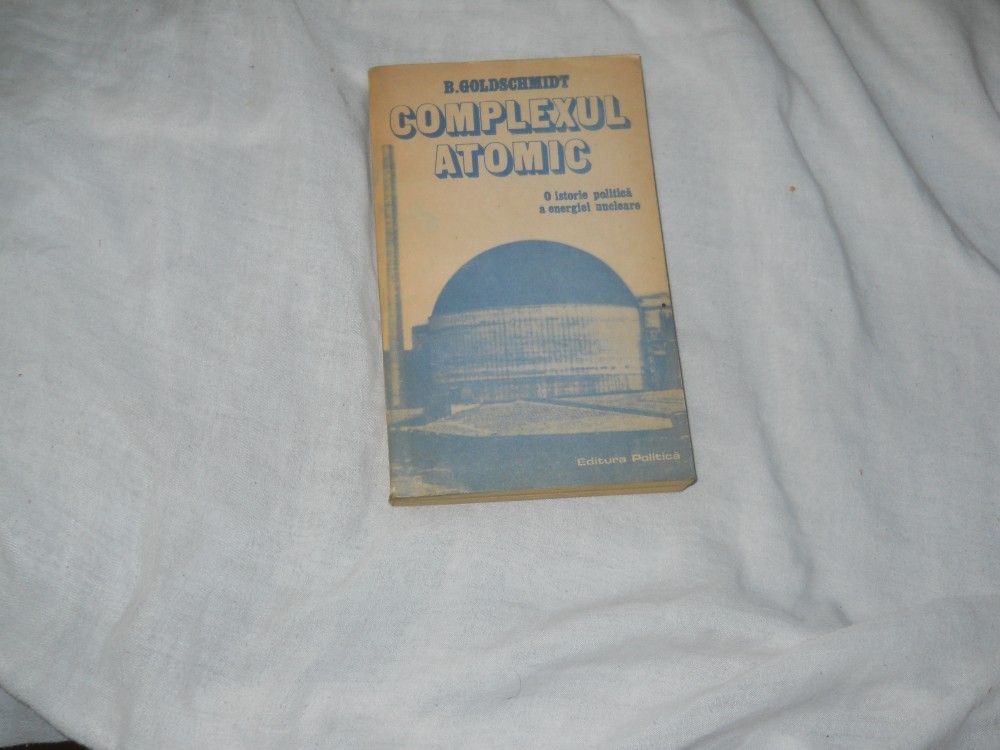 B.GOLDSCHMIDT
COMPLEXUL
ATOMIC
O istorie politică
a energiei nucleare
Editura Politică